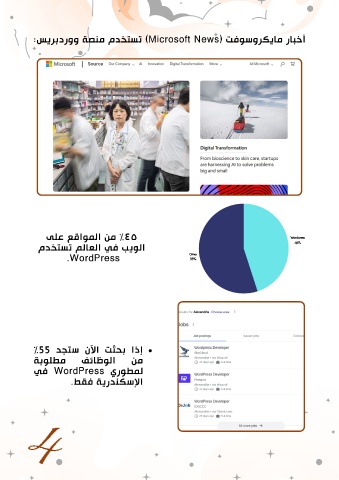 أخبار مايكروسوفت (Microsoft News) تستخدم منصة ووردبريس:
Microsoft | Source Our Company AI Innovation Digital Transformation More All Microsoft
Digital Transformation
From bioscience to skin care, startups
are harnessing AI to solve problems
big and small
٤٥٪ من المواقع على
الويب في العالم تستخدم
WordPress.
Wordpress
45%
Other
55%
إذا بحثت الآن ستجد 55٪
من الوظائف مطلوبة
لمطوري WordPress في
الإسكندرية فقط.
Alexandria
Jobs
Wordpress Developer
WordPress Developer
WordPress Developer
4